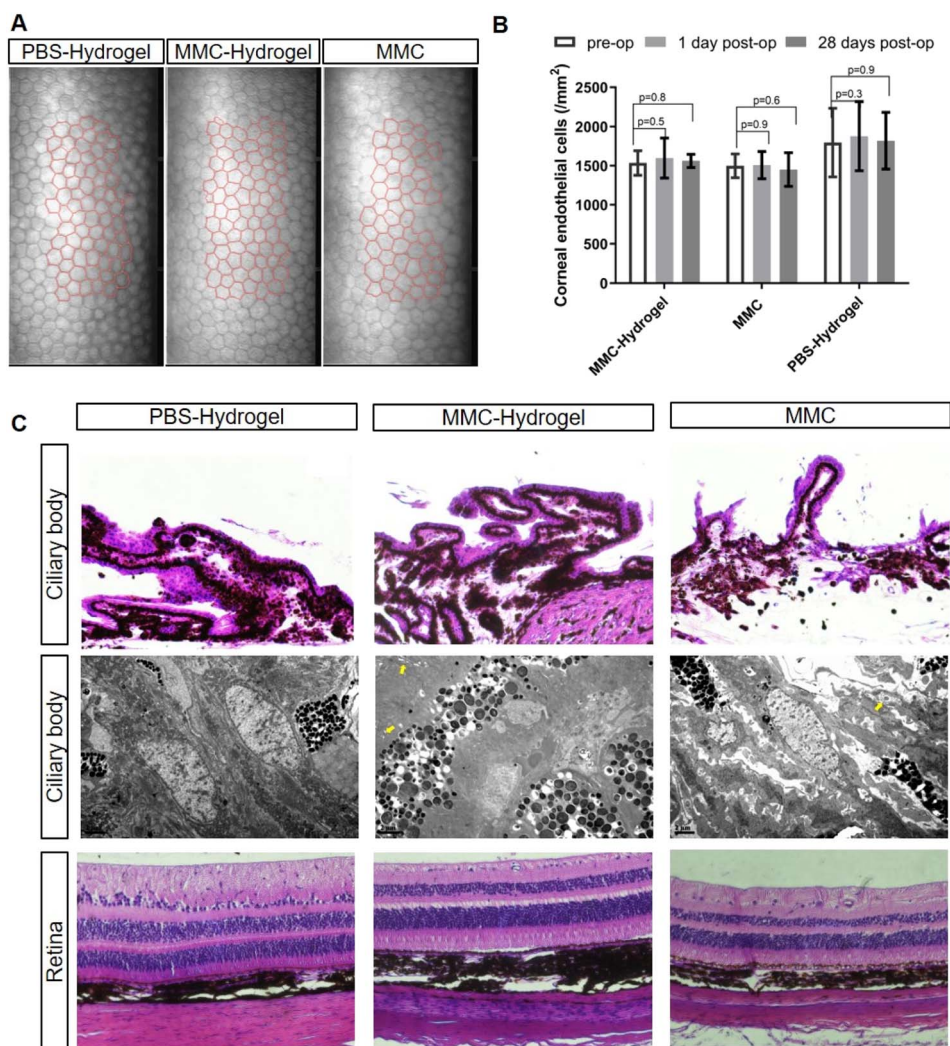 A
PBS-Hydrogel MMC-Hydrogel MMC
B
pre-op 1 day post-op 28 days post-op
Corneal endothelial cells (/mm²)
2500
2000
1500
1000
500
0
p=0.8
p=0.5
p=0.6
p=0.9
p=0.9
p=0.3
MMC-Hydrogel
MMC
PBS-Hydrogel
C
PBS-Hydrogel MMC-Hydrogel MMC
Ciliary body
Ciliary body
2 μm
Retina